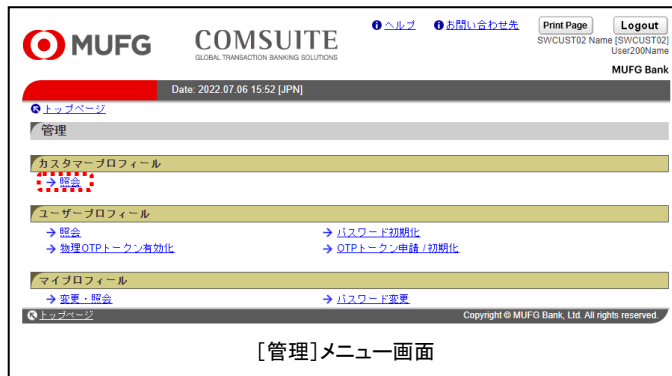 MUFG
COMSUITE
GLOBAL TRANSACTION BANKING SOLUTIONS
ヘルプ
お問い合わせ先
Print Page
Logout
SWCUST02 Name [SWCUST02]
User200Name
MUFG Bank
Date: 2022.07.06 15:52 [JPN]
トップページ
管理
カスタマープロフィール
→ 照会
ユーザープロフィール
→ 照会
→ パスワード初期化
→ 物理OTPトークン有効化
→ OTPトークン申請/初期化
マイプロフィール
→ 変更・照会
→ パスワード変更
トップページ
Copyright © MUFG Bank, Ltd. All rights reserved.
[管理]メニュー画面